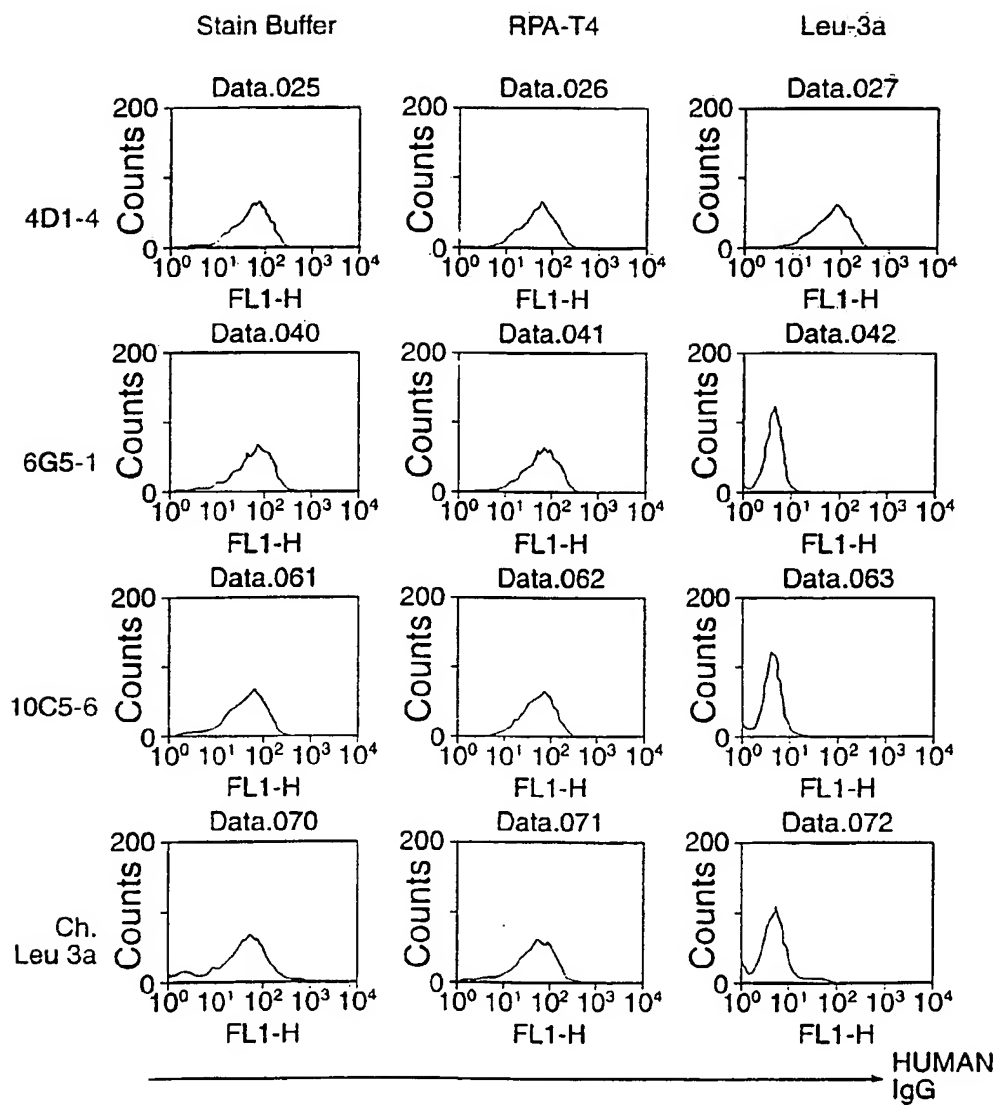 Stain Buffer RPA-T4 Leu-3a
Data.025 Data.026 Data.027
200 200 200
Counts Counts Counts
4D1-4
0 0 0
10⁰ 10¹ 10² 10³ 10⁴ 10⁰ 10¹ 10² 10³ 10⁴ 10⁰ 10¹ 10² 10³ 10⁴
FL1-H FL1-H FL1-H
Data.040 Data.041 Data.042
200 200 200
Counts Counts Counts
6G5-1
0 0 0
10⁰ 10¹ 10² 10³ 10⁴ 10⁰ 10¹ 10² 10³ 10⁴ 10⁰ 10¹ 10² 10³ 10⁴
FL1-H FL1-H FL1-H
Data.061 Data.062 Data.063
200 200 200
Counts Counts Counts
10C5-6
0 0 0
10⁰ 10¹ 10² 10³ 10⁴ 10⁰ 10¹ 10² 10³ 10⁴ 10⁰ 10¹ 10² 10³ 10⁴
FL1-H FL1-H FL1-H
Data.070 Data.071 Data.072
200 200 200
Counts Counts Counts
Ch.
Leu 3a
0 0 0
10⁰ 10¹ 10² 10³ 10⁴ 10⁰ 10¹ 10² 10³ 10⁴ 10⁰ 10¹ 10² 10³ 10⁴
FL1-H FL1-H FL1-H
HUMAN
IgG